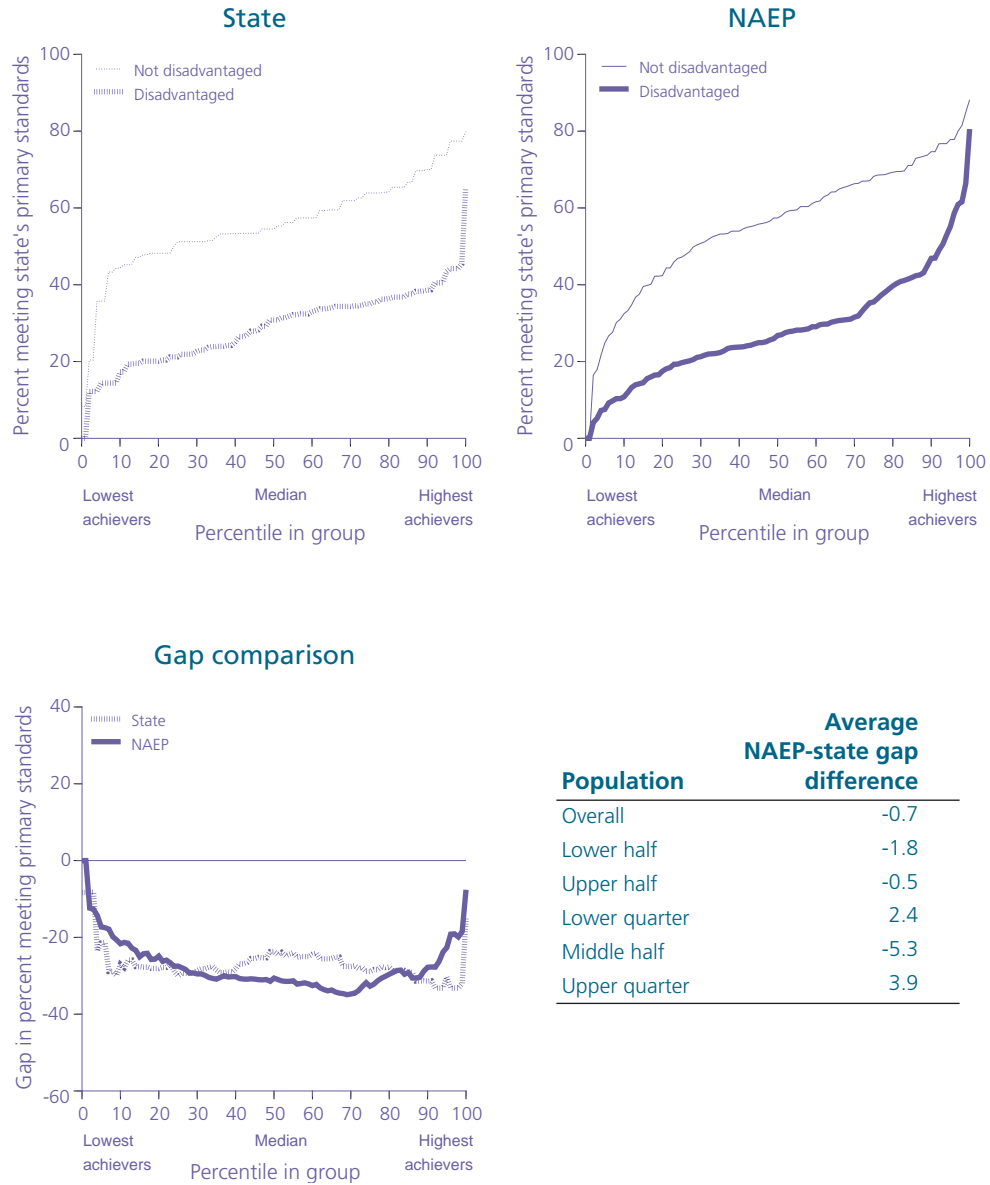 State
Percent meeting state's primary standards
100
80
60
40
20
0
Not disadvantaged
Disadvantaged
0 10 20 30 40 50 60 70 80 90 100
Lowest achievers
Median
Highest achievers
Percentile in group
NAEP
Percent meeting state's primary standards
100
80
60
40
20
0
Not disadvantaged
Disadvantaged
0 10 20 30 40 50 60 70 80 90 100
Lowest achievers
Median
Highest achievers
Percentile in group
Gap comparison
Gap in percent meeting primary standards
40
20
0
-20
-40
-60
State
NAEP
0 10 20 30 40 50 60 70 80 90 100
Lowest achievers
Median
Highest achievers
Percentile in group
Average
NAEP-state gap
Population difference
Overall -0.7
Lower half -1.8
Upper half -0.5
Lower quarter 2.4
Middle half -5.3
Upper quarter 3.9